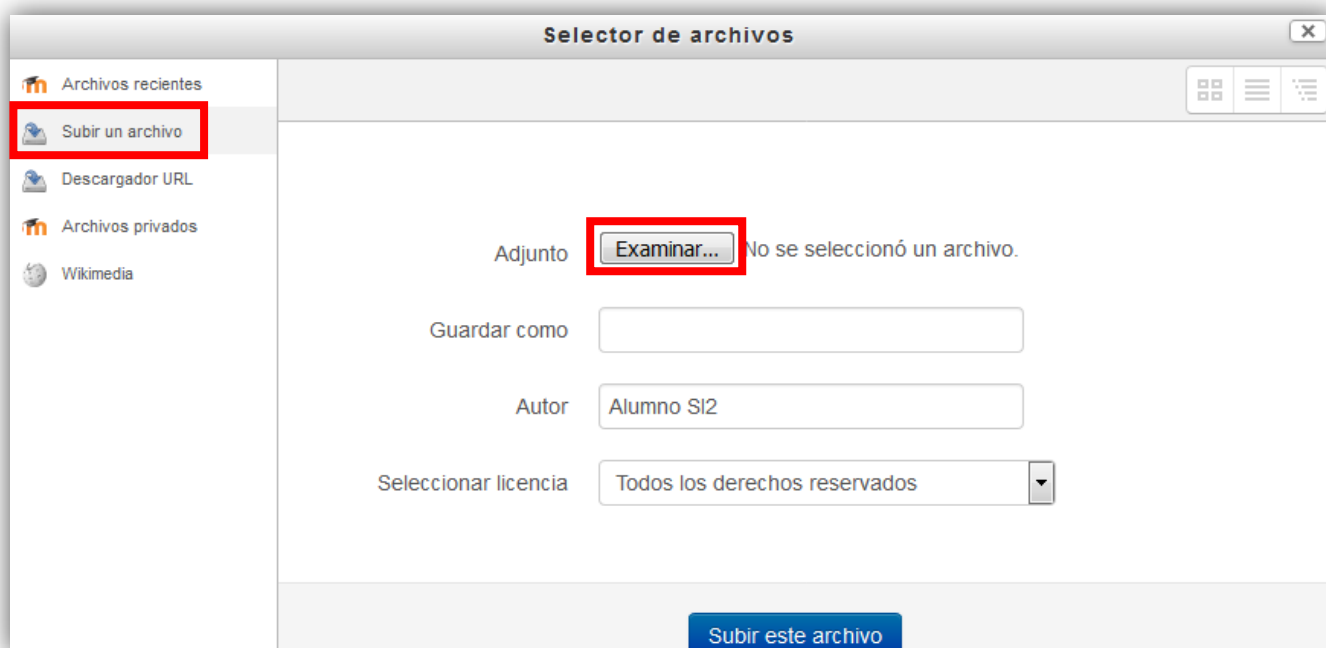 Selector de archivos
Archivos recientes
Subir un archivo
Descargador URL
Archivos privados
Wikimedia
Adjunto Examinar... No se seleccionó un archivo.
Guardar como
Autor Alumno SI2
Seleccionar licencia Todos los derechos reservados
Subir este archivo